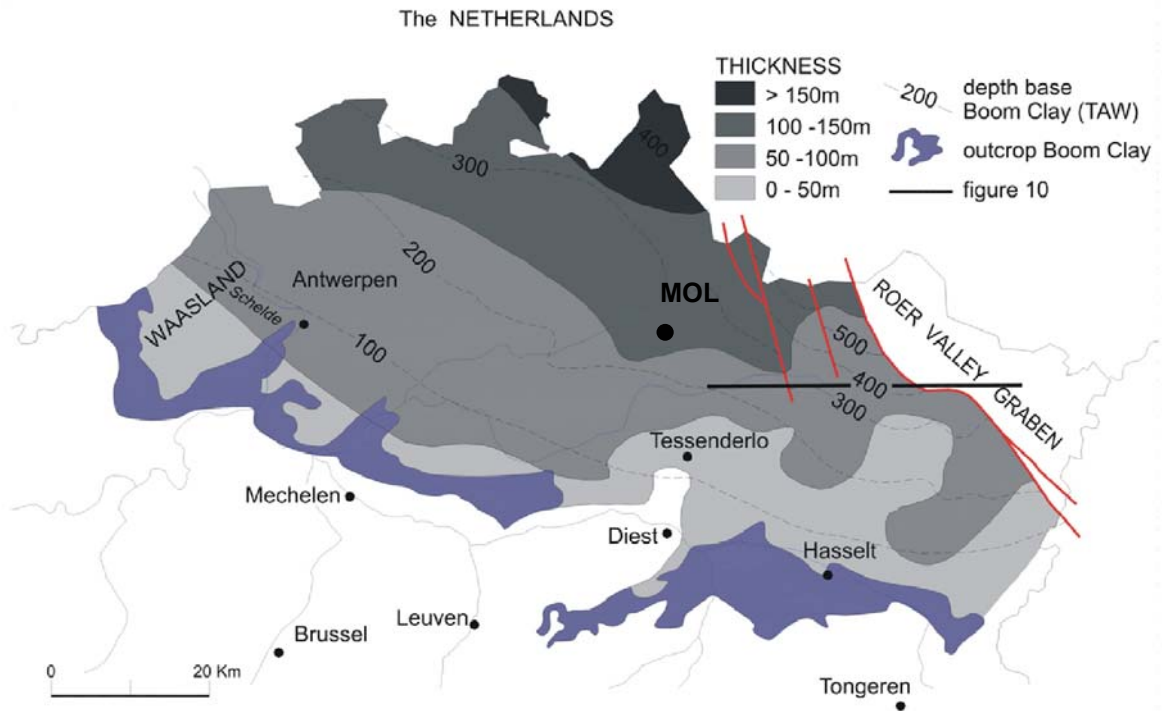 The NETHERLANDS
THICKNESS
> 150m
100 -150m
50 -100m
0 - 50m
200
depth base
Boom Clay (TAW)
outcrop Boom Clay
figure 10
400
300
200
WAASLAND
Schelde
Antwerpen
100
MOL
ROER VALLEY GRABEN
500
400
300
Tessenderlo
Mechelen
Diest
Hasselt
Leuven
Brussel
0 20 Km
Tongeren